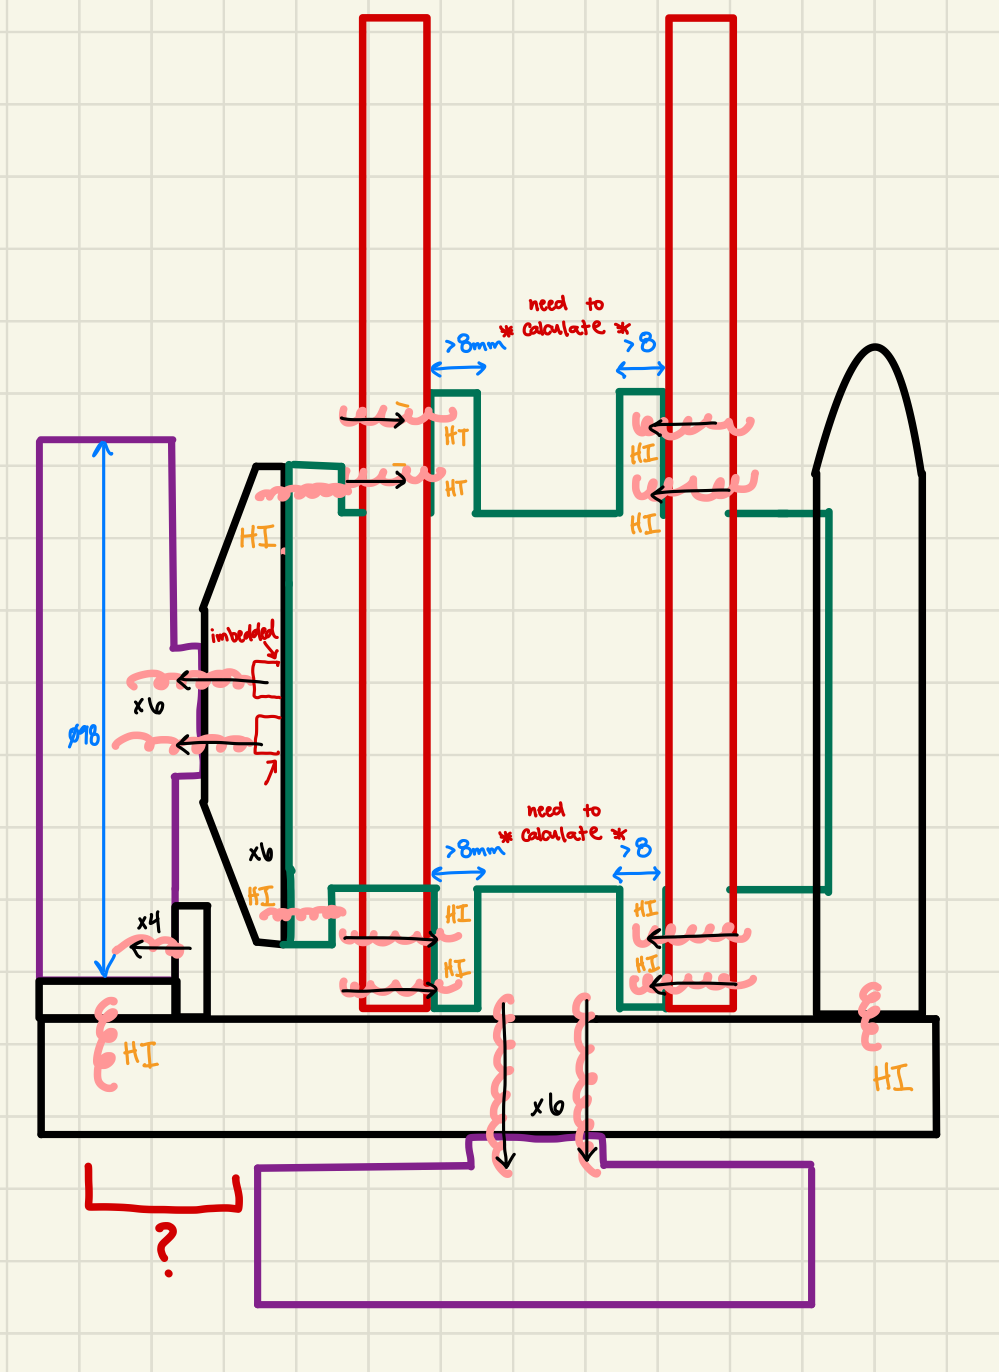 need to
* calculate *
>8mm
>8
HT
HI
HT
HI
HI
imbedded
x6
Ø98
need to
* calculate *
>8mm
>8
x6
HI
HI
HI
x4
HI
HI
HI
HI
x6
?